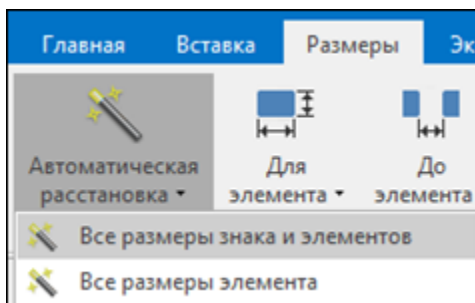 Главная Вставка Размеры
Автоматическая Для До
расстановка элемента элемента
Все размеры знака и элементов
Все размеры элемента